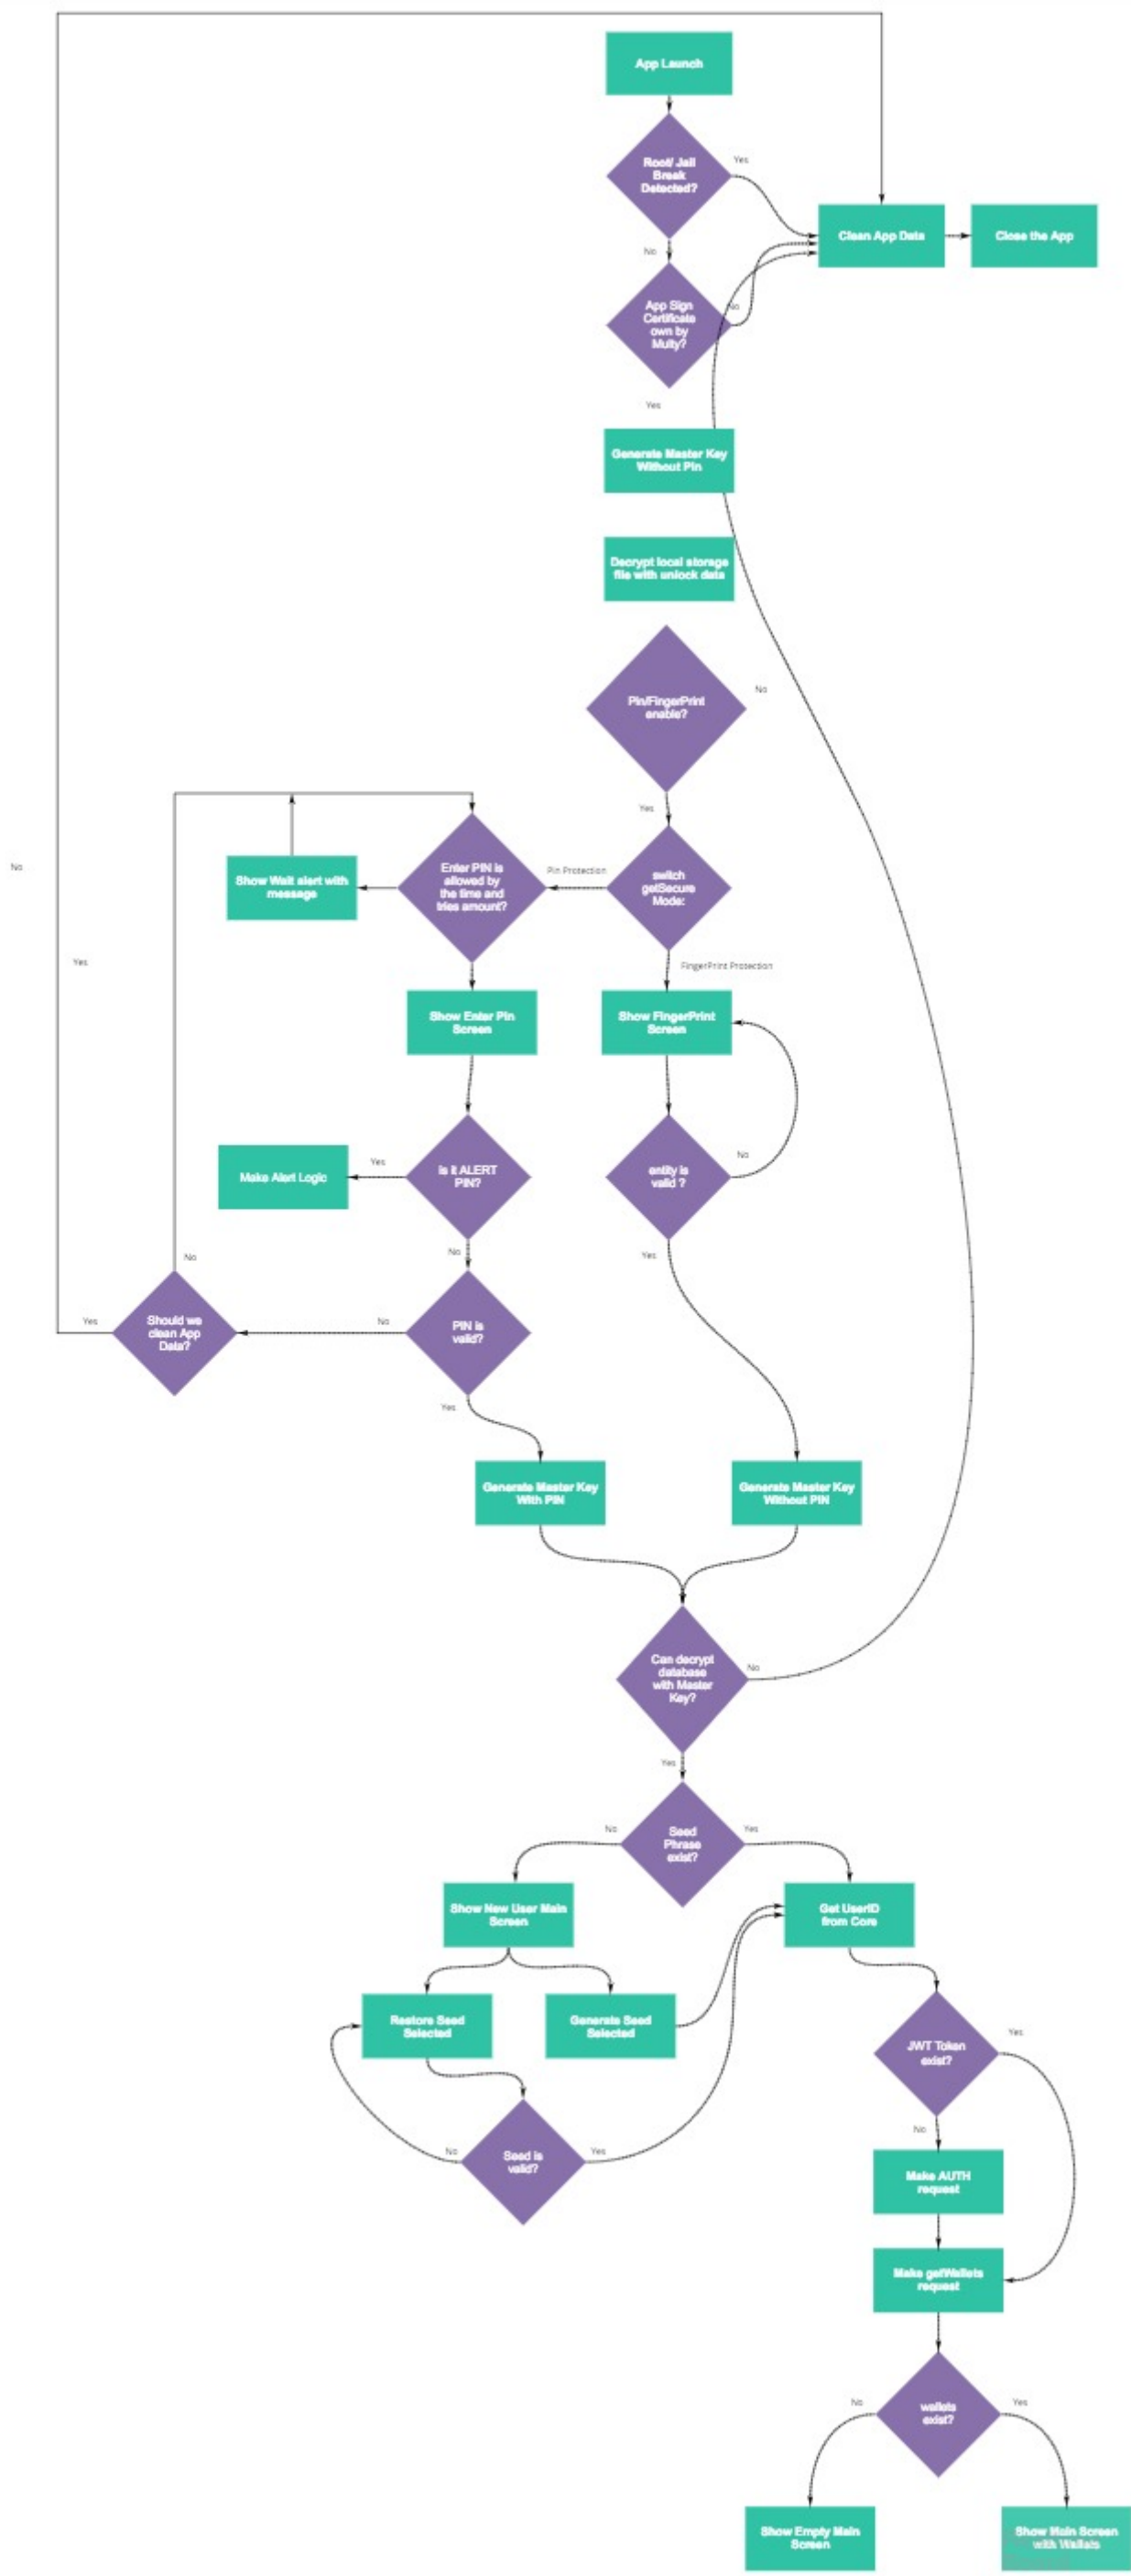 App Launch
Root/ Jail
Break
Detected?
Yes
Clean App Data
Close the App
No
App Sign
Certificate
own by
Multy?
No
Yes
Generate Master Key
Without Pin
Decrypt local storage
file with unlock data
Pin/FingerPrint
enable?
No
Yes
Enter PIN is
allowed by
the time and
tries amount?
Pin Protection
switch
getSecure
Mode:
Show Wait alert with
message
No
Yes
FingerPrint Protection
Show Enter Pin
Screen
Show FingerPrint
Screen
Make Alert Logic
Yes
is it ALERT
PIN?
entity is
valid ?
No
No
No
Yes
Yes
Should we
clean App
Data?
No
PIN is
valid?
Yes
Generate Master Key
With PIN
Generate Master Key
Without PIN
Can decrypt
database
with Master
Key?
No
Yes
No
Seed
Phrase
exist?
Yes
Show New User Main
Screen
Get UserID
from Core
Restore Seed
Selected
Generate Seed
Selected
JWT Token
exist?
Yes
No
No
Seed is
valid?
Yes
Make AUTH
request
Make getWallets
request
No
wallets
exist?
Yes
Show Empty Main
Screen
Show Main Screen
with Wallets